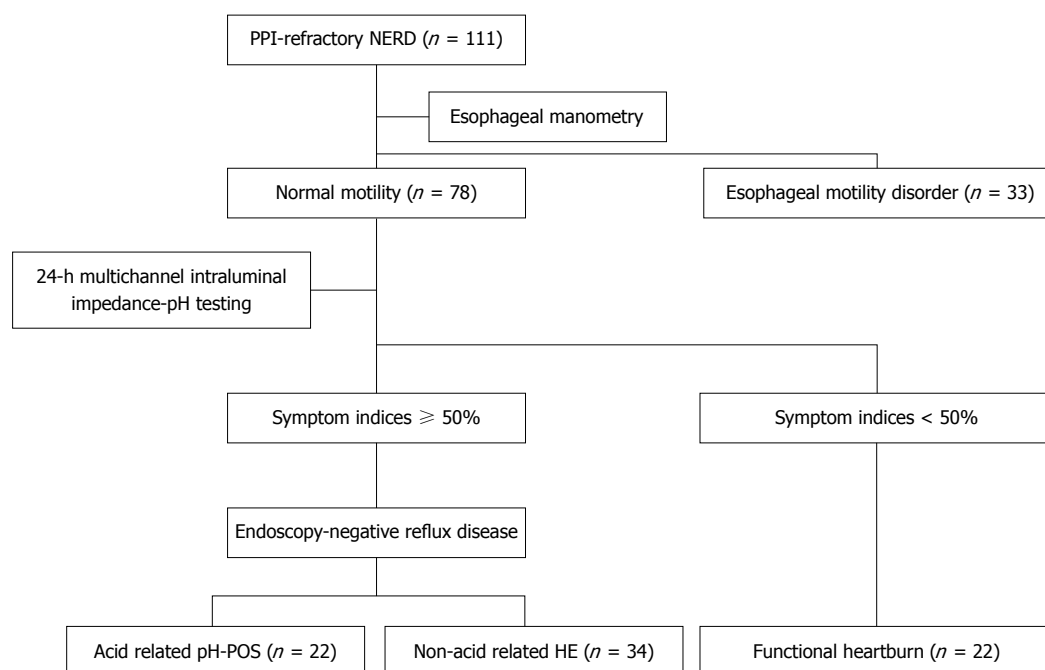 PPI-refractory NERD (n = 111)
Esophageal manometry
Normal motility (n = 78)
Esophageal motility disorder (n = 33)
24-h multichannel intraluminal
impedance-pH testing
Symptom indices ≥ 50%
Symptom indices < 50%
Endoscopy-negative reflux disease
Acid related pH-POS (n = 22)
Non-acid related HE (n = 34)
Functional heartburn (n = 22)